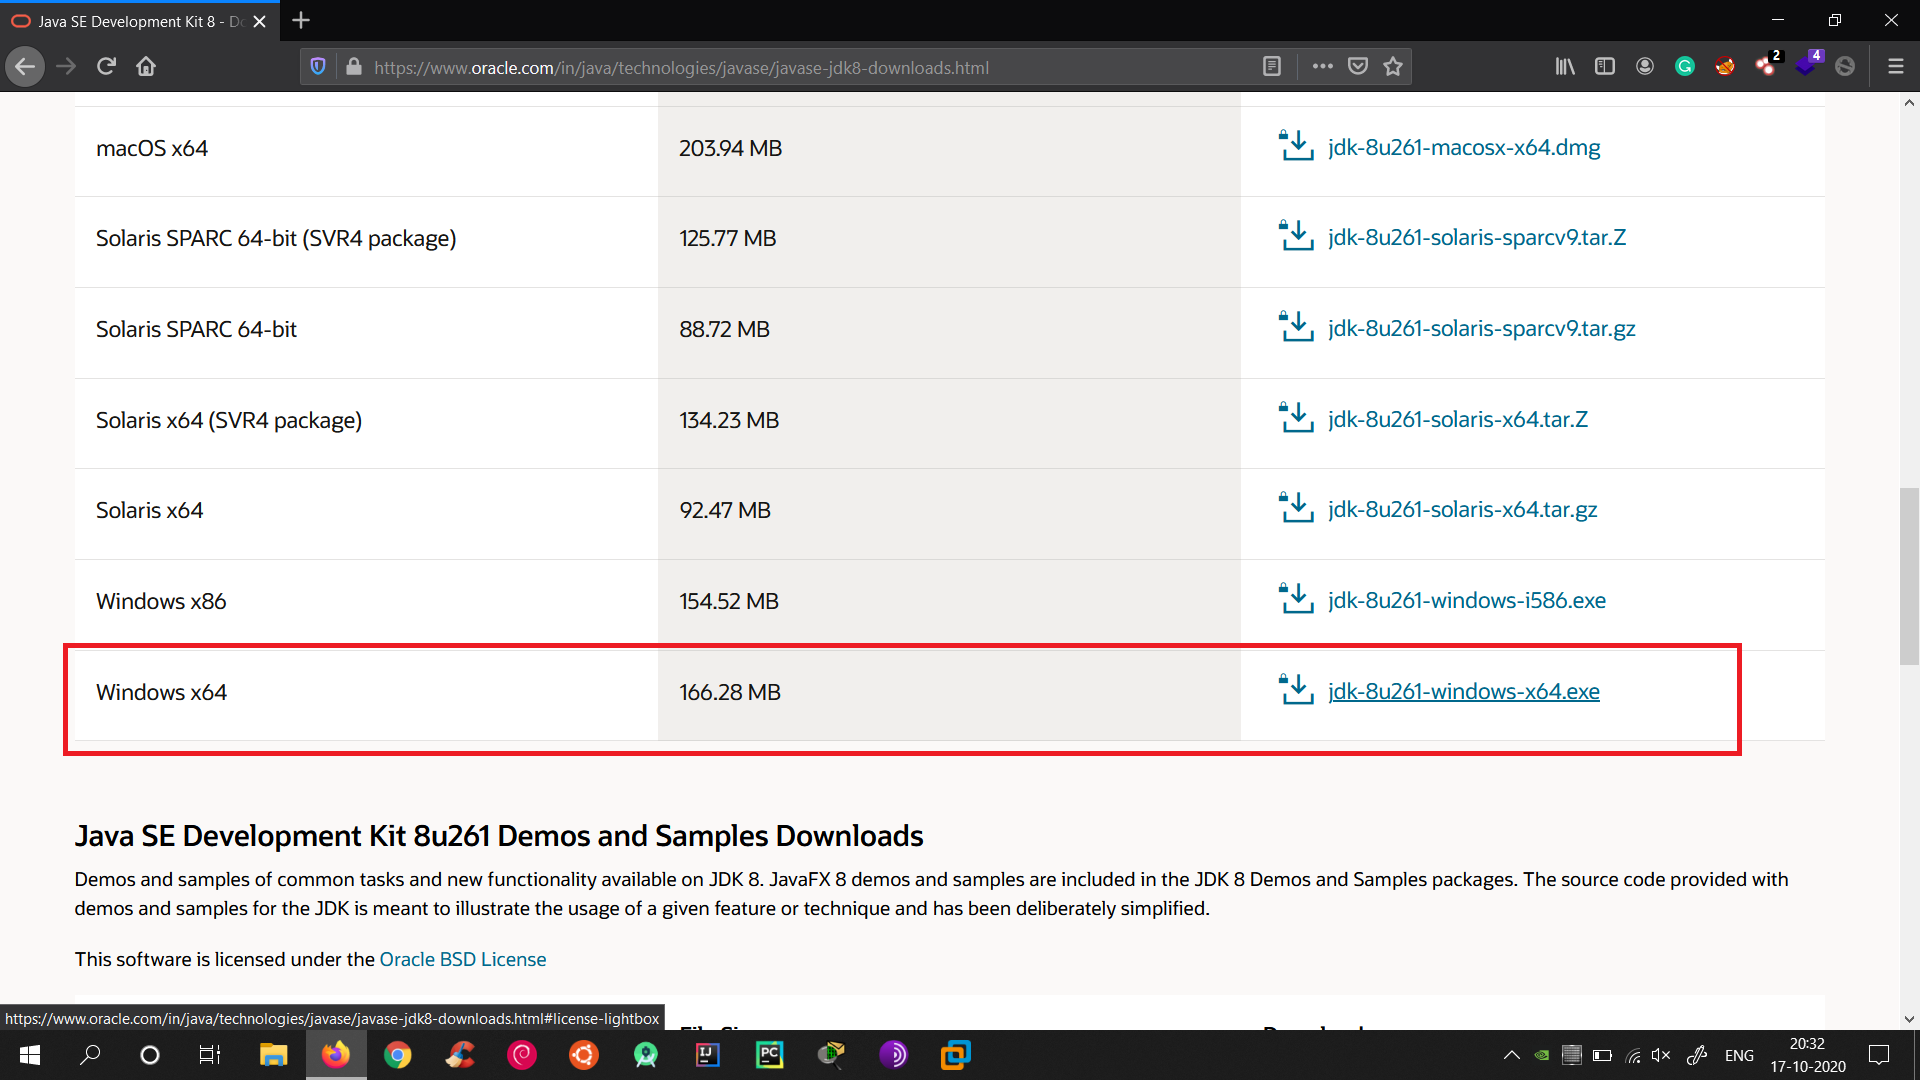 Java SE Development Kit 8 - Do
https://www.oracle.com/in/java/technologies/javase/javase-jdk8-downloads.html
2
4
macOS x64 203.94 MB jdk-8u261-macosx-x64.dmg
Solaris SPARC 64-bit (SVR4 package) 125.77 MB jdk-8u261-solaris-sparcv9.tar.Z
Solaris SPARC 64-bit 88.72 MB jdk-8u261-solaris-sparcv9.tar.gz
Solaris x64 (SVR4 package) 134.23 MB jdk-8u261-solaris-x64.tar.Z
Solaris x64 92.47 MB jdk-8u261-solaris-x64.tar.gz
Windows x86 154.52 MB jdk-8u261-windows-i586.exe
Windows x64 166.28 MB jdk-8u261-windows-x64.exe
Java SE Development Kit 8u261 Demos and Samples Downloads
Demos and samples of common tasks and new functionality available on JDK 8. JavaFX 8 demos and samples are included in the JDK 8 Demos and Samples packages. The source code provided with
demos and samples for the JDK is meant to illustrate the usage of a given feature or technique and has been deliberately simplified.
This software is licensed under the Oracle BSD License
https://www.oracle.com/in/java/technologies/javase/javase-jdk8-downloads.html#license-lightbox
IJ
PC
ENG
20:32
17-10-2020